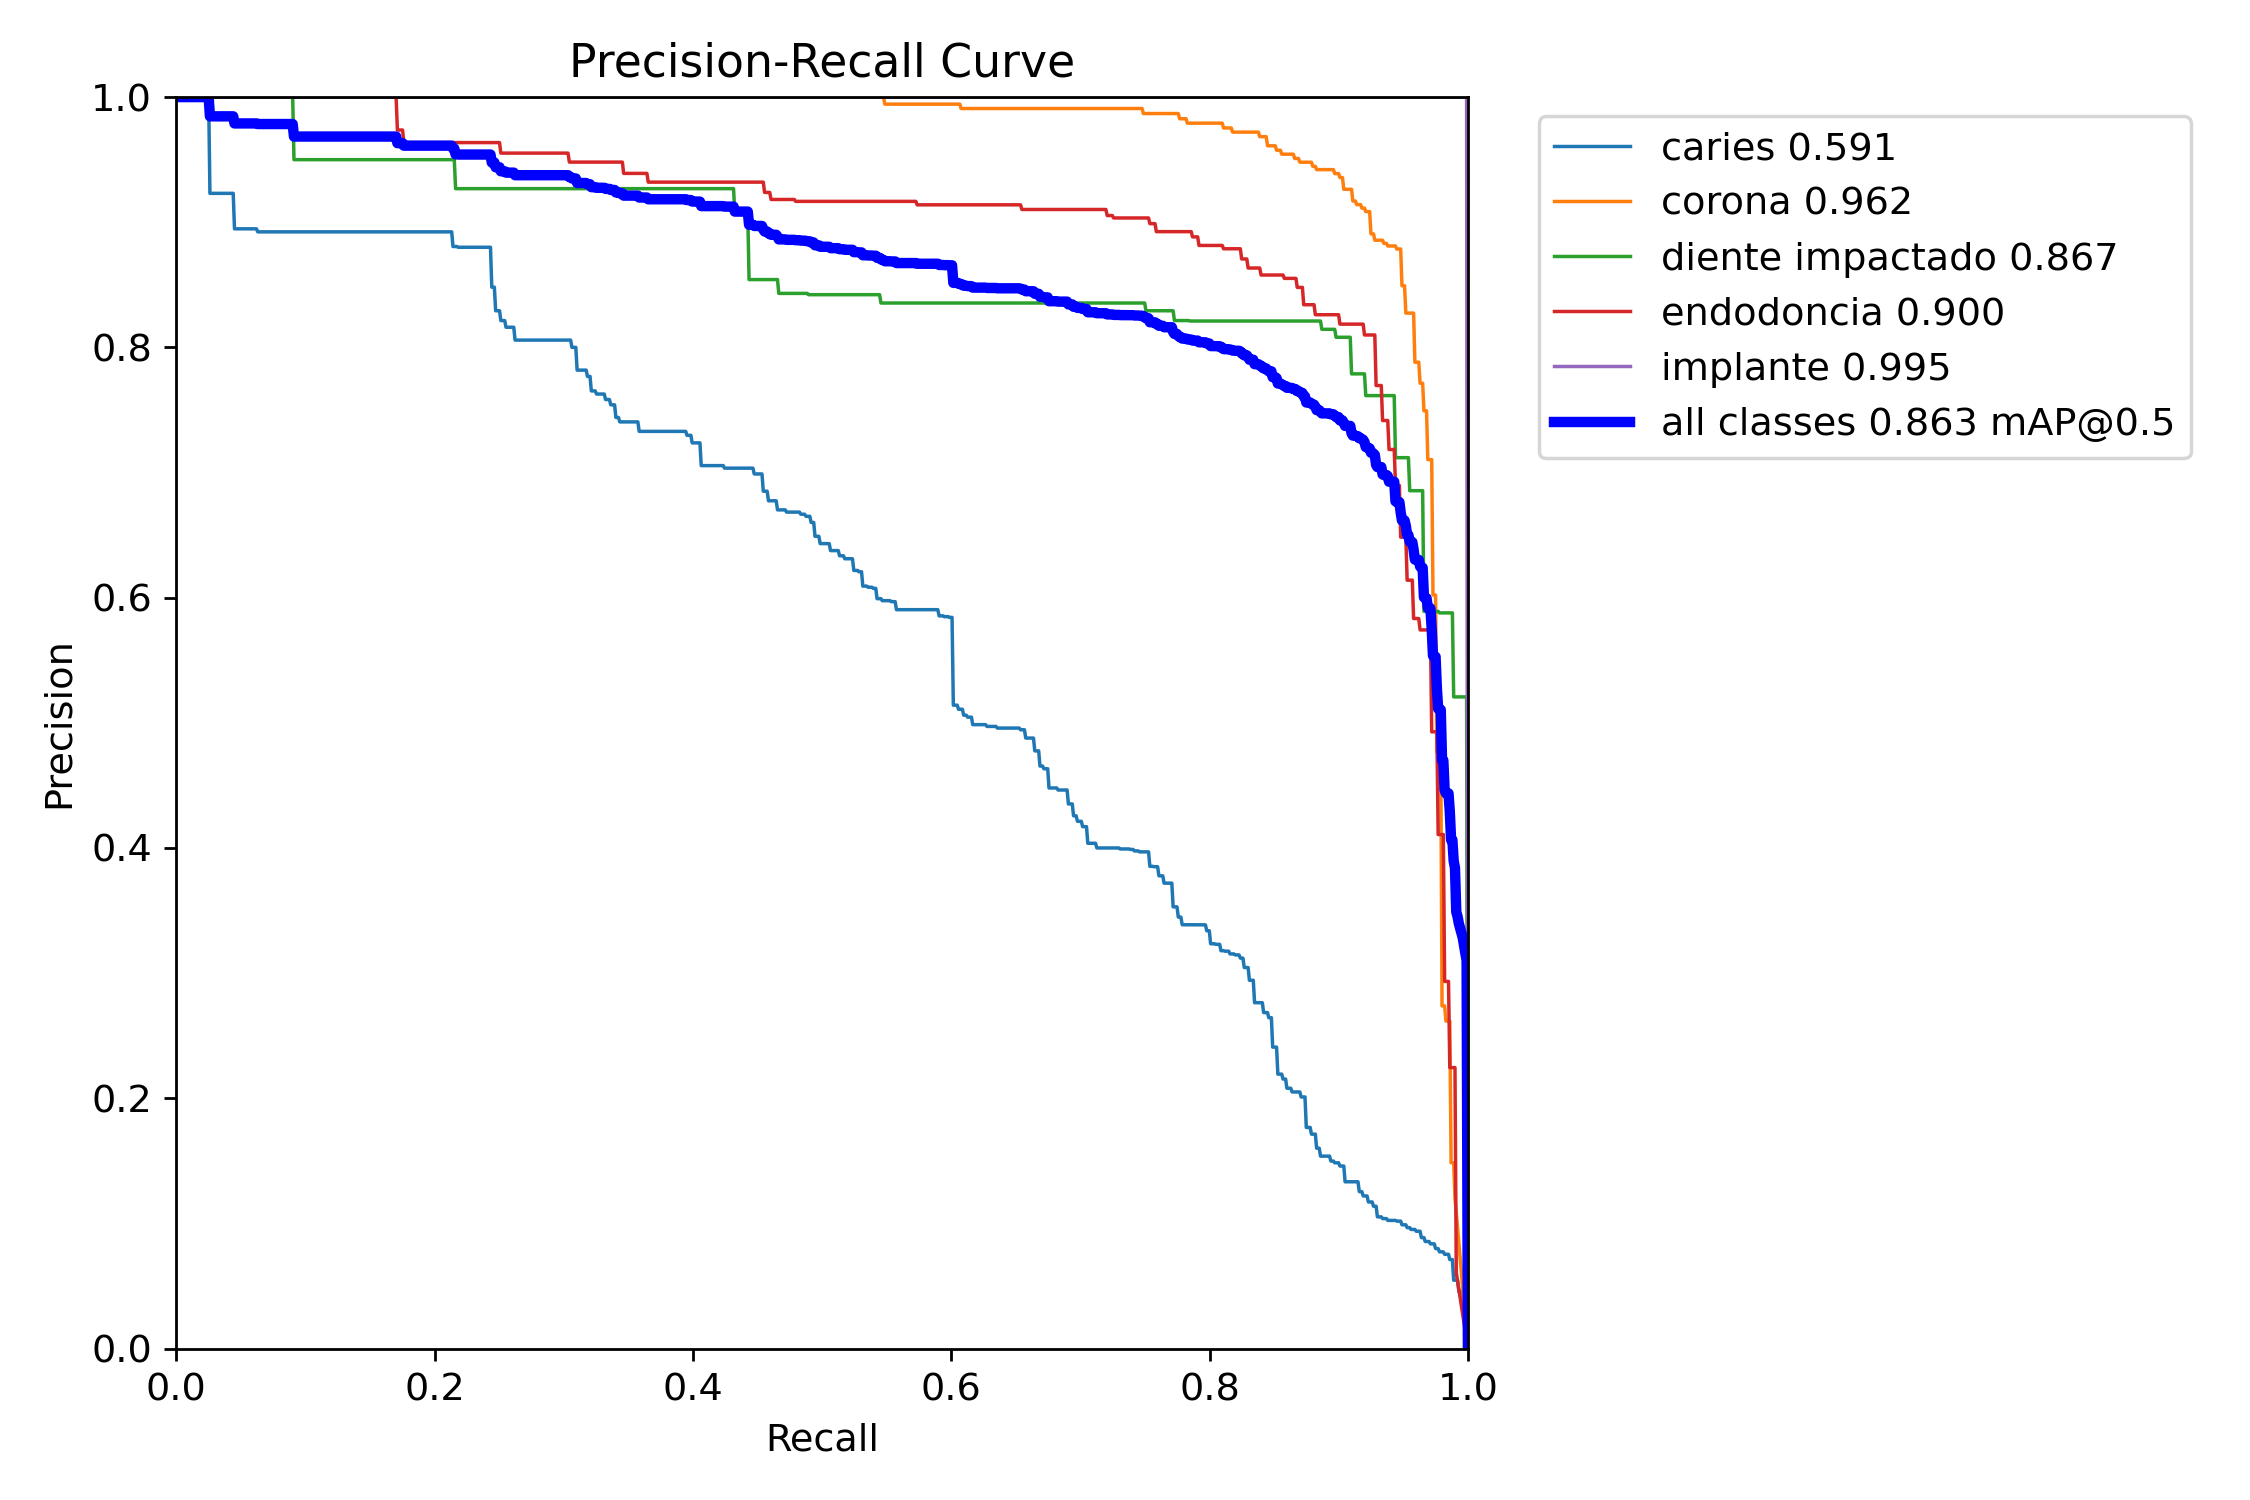 Precision-Recall Curve
1.0
0.8
0.6
0.4
0.2
0.0
Precision
0.0 0.2 0.4 0.6 0.8 1.0
Recall
caries 0.591
corona 0.962
diente impactado 0.867
endodoncia 0.900
implante 0.995
all classes 0.863 mAP@0.5